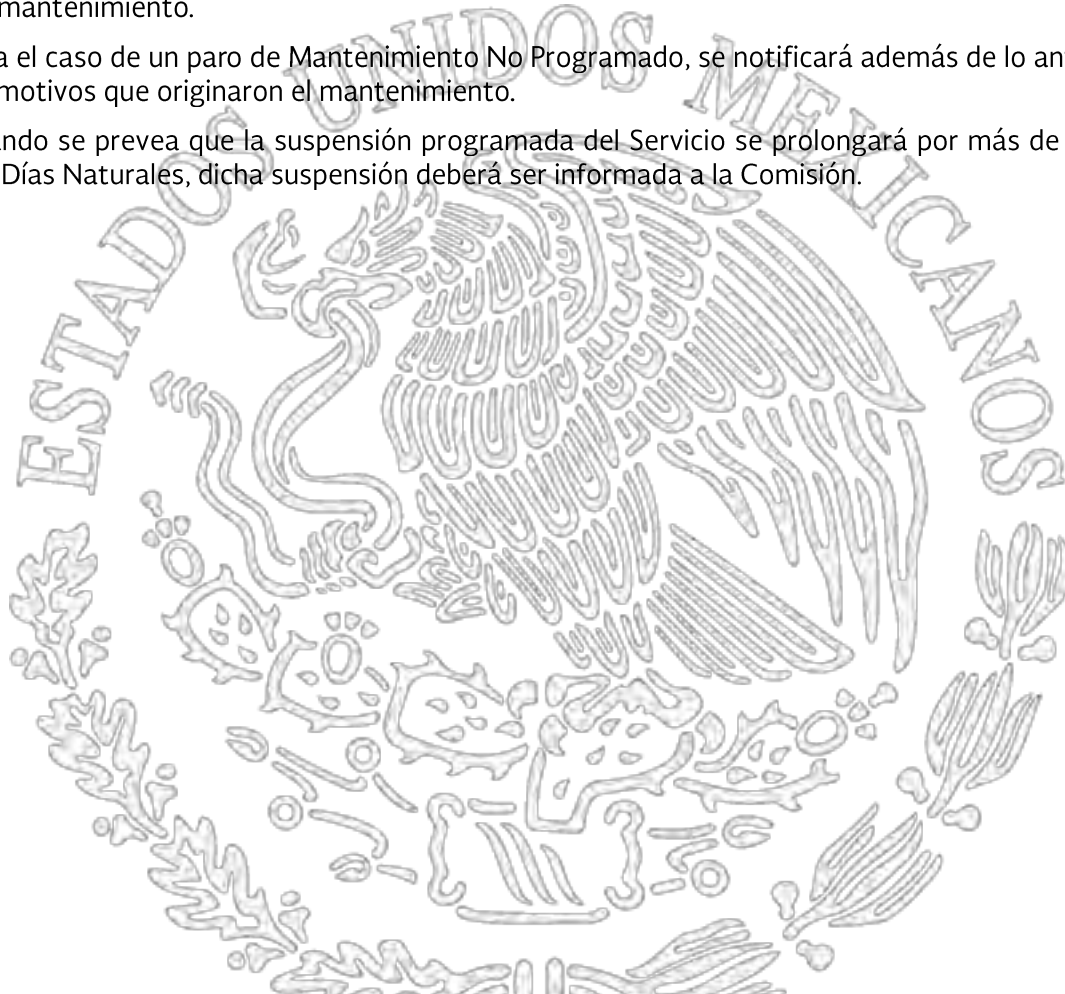 mantenimiento.
a el caso de un paro de Mantenimiento No Programado, se notificará además de lo an
motivos que originaron el mantenimiento.
ndo se prevea que la suspensión programada del Servicio se prolongará por más de
Días Naturales, dicha suspensión deberá ser informada a la Comisión.
ESTADOS UNIDOS MEXICANOS